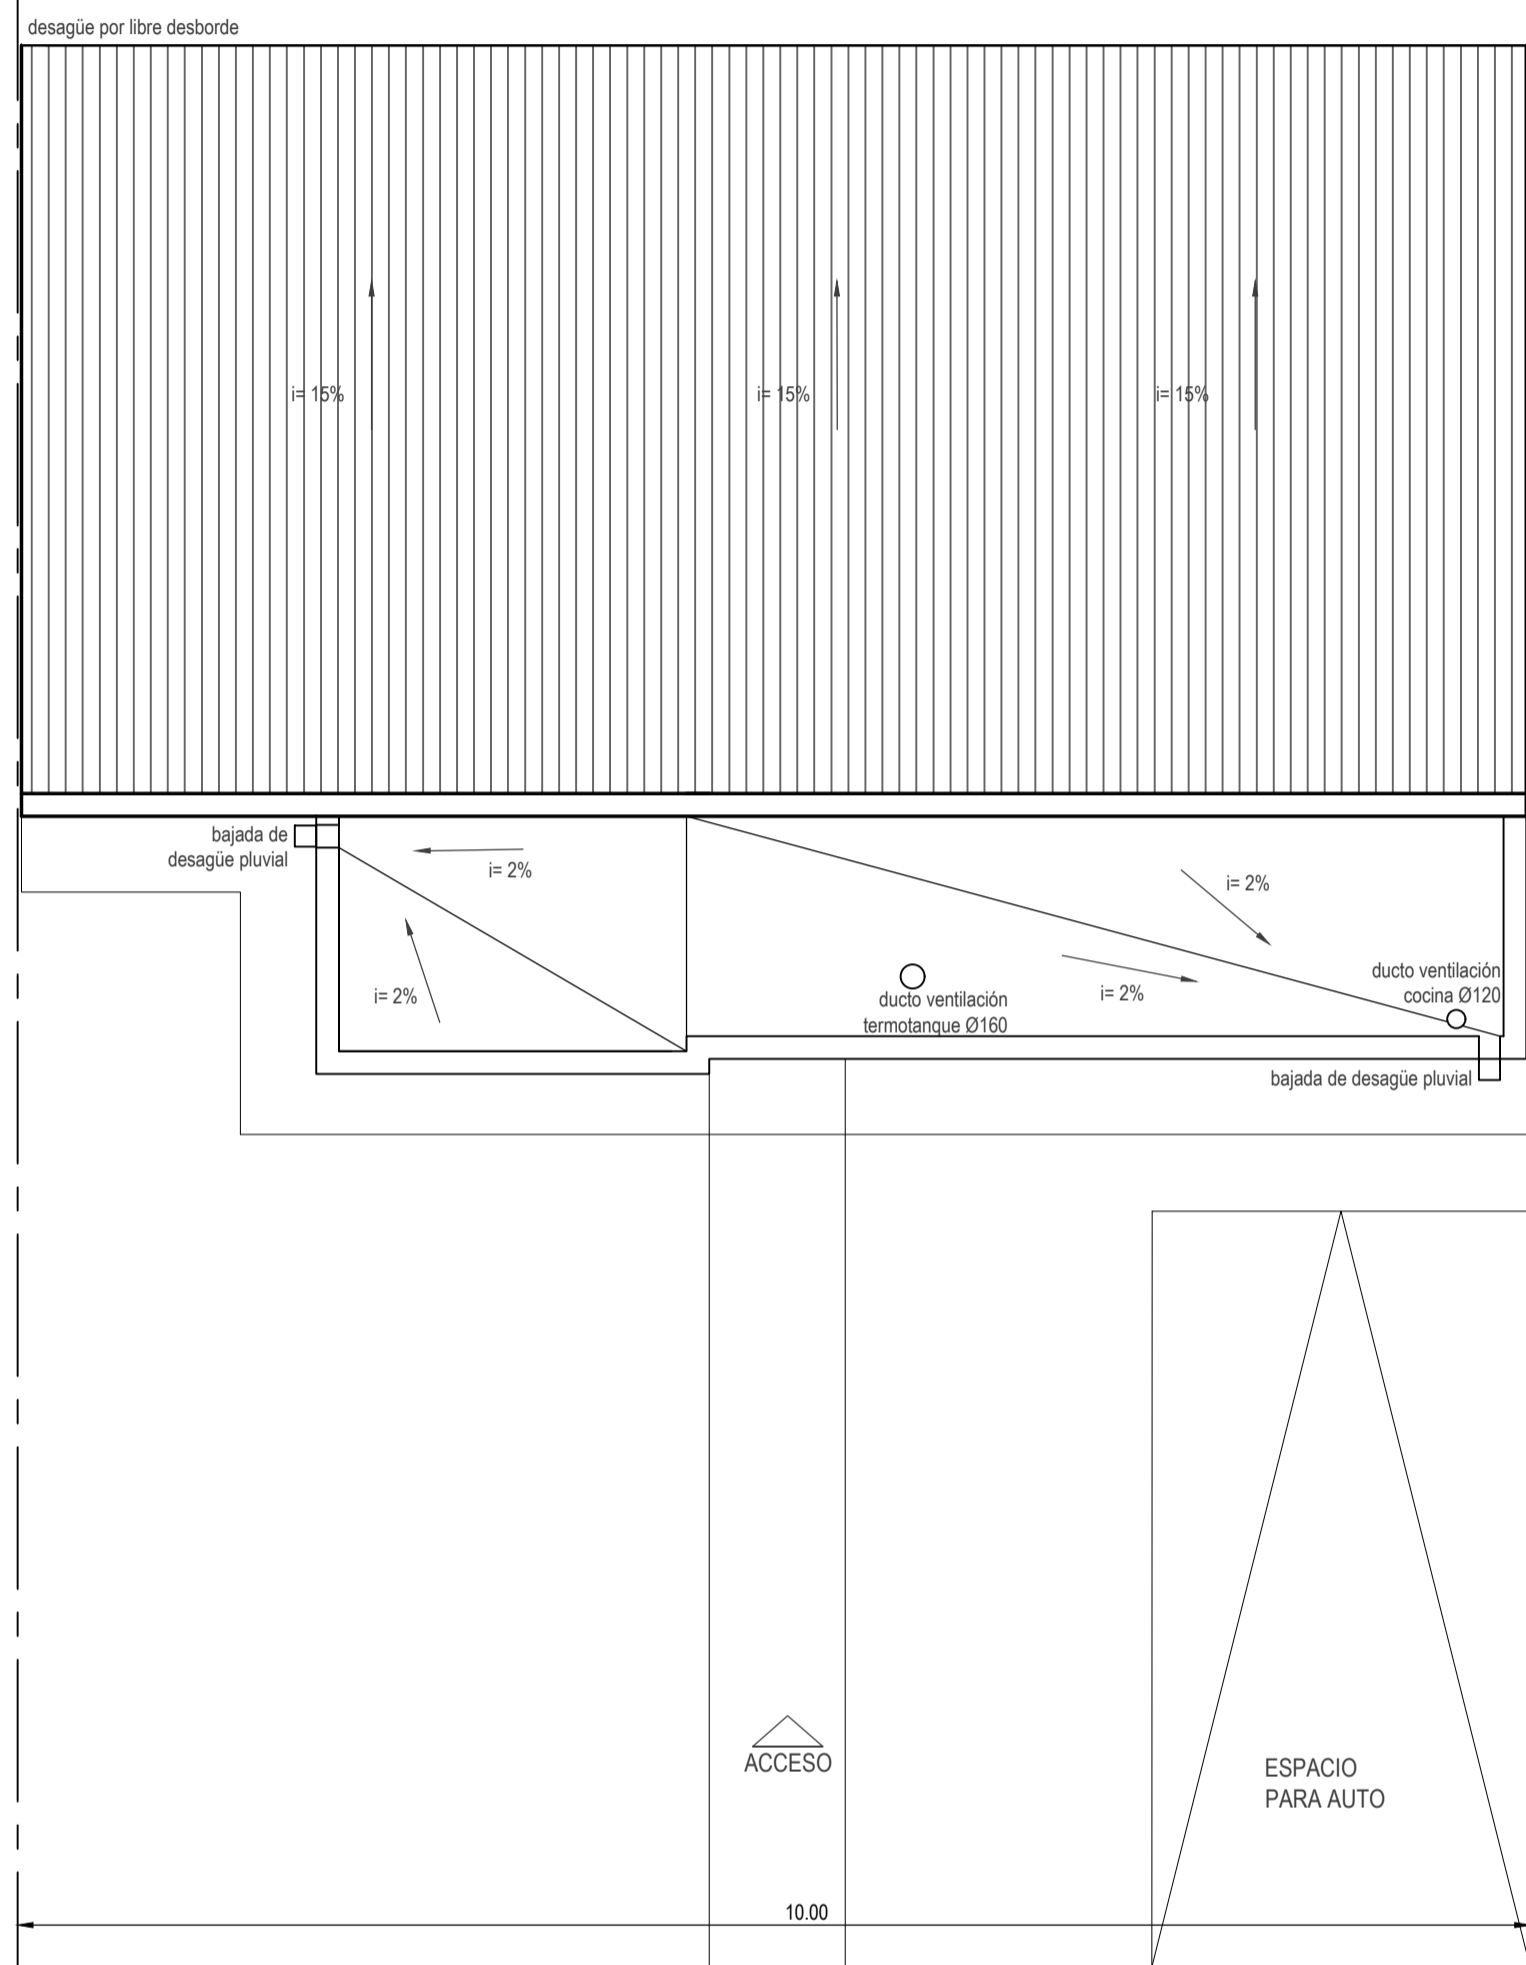 desagüe por libre desborde
i= 15%
i= 15%
i= 15%
bajada de
desagüe pluvial
i= 2%
i= 2%
i= 2%
i= 2%
ducto ventilación
termotanque Ø160
ducto ventilación
cocina Ø120
bajada de desagüe pluvial
ACCESO
ESPACIO
PARA AUTO
10.00